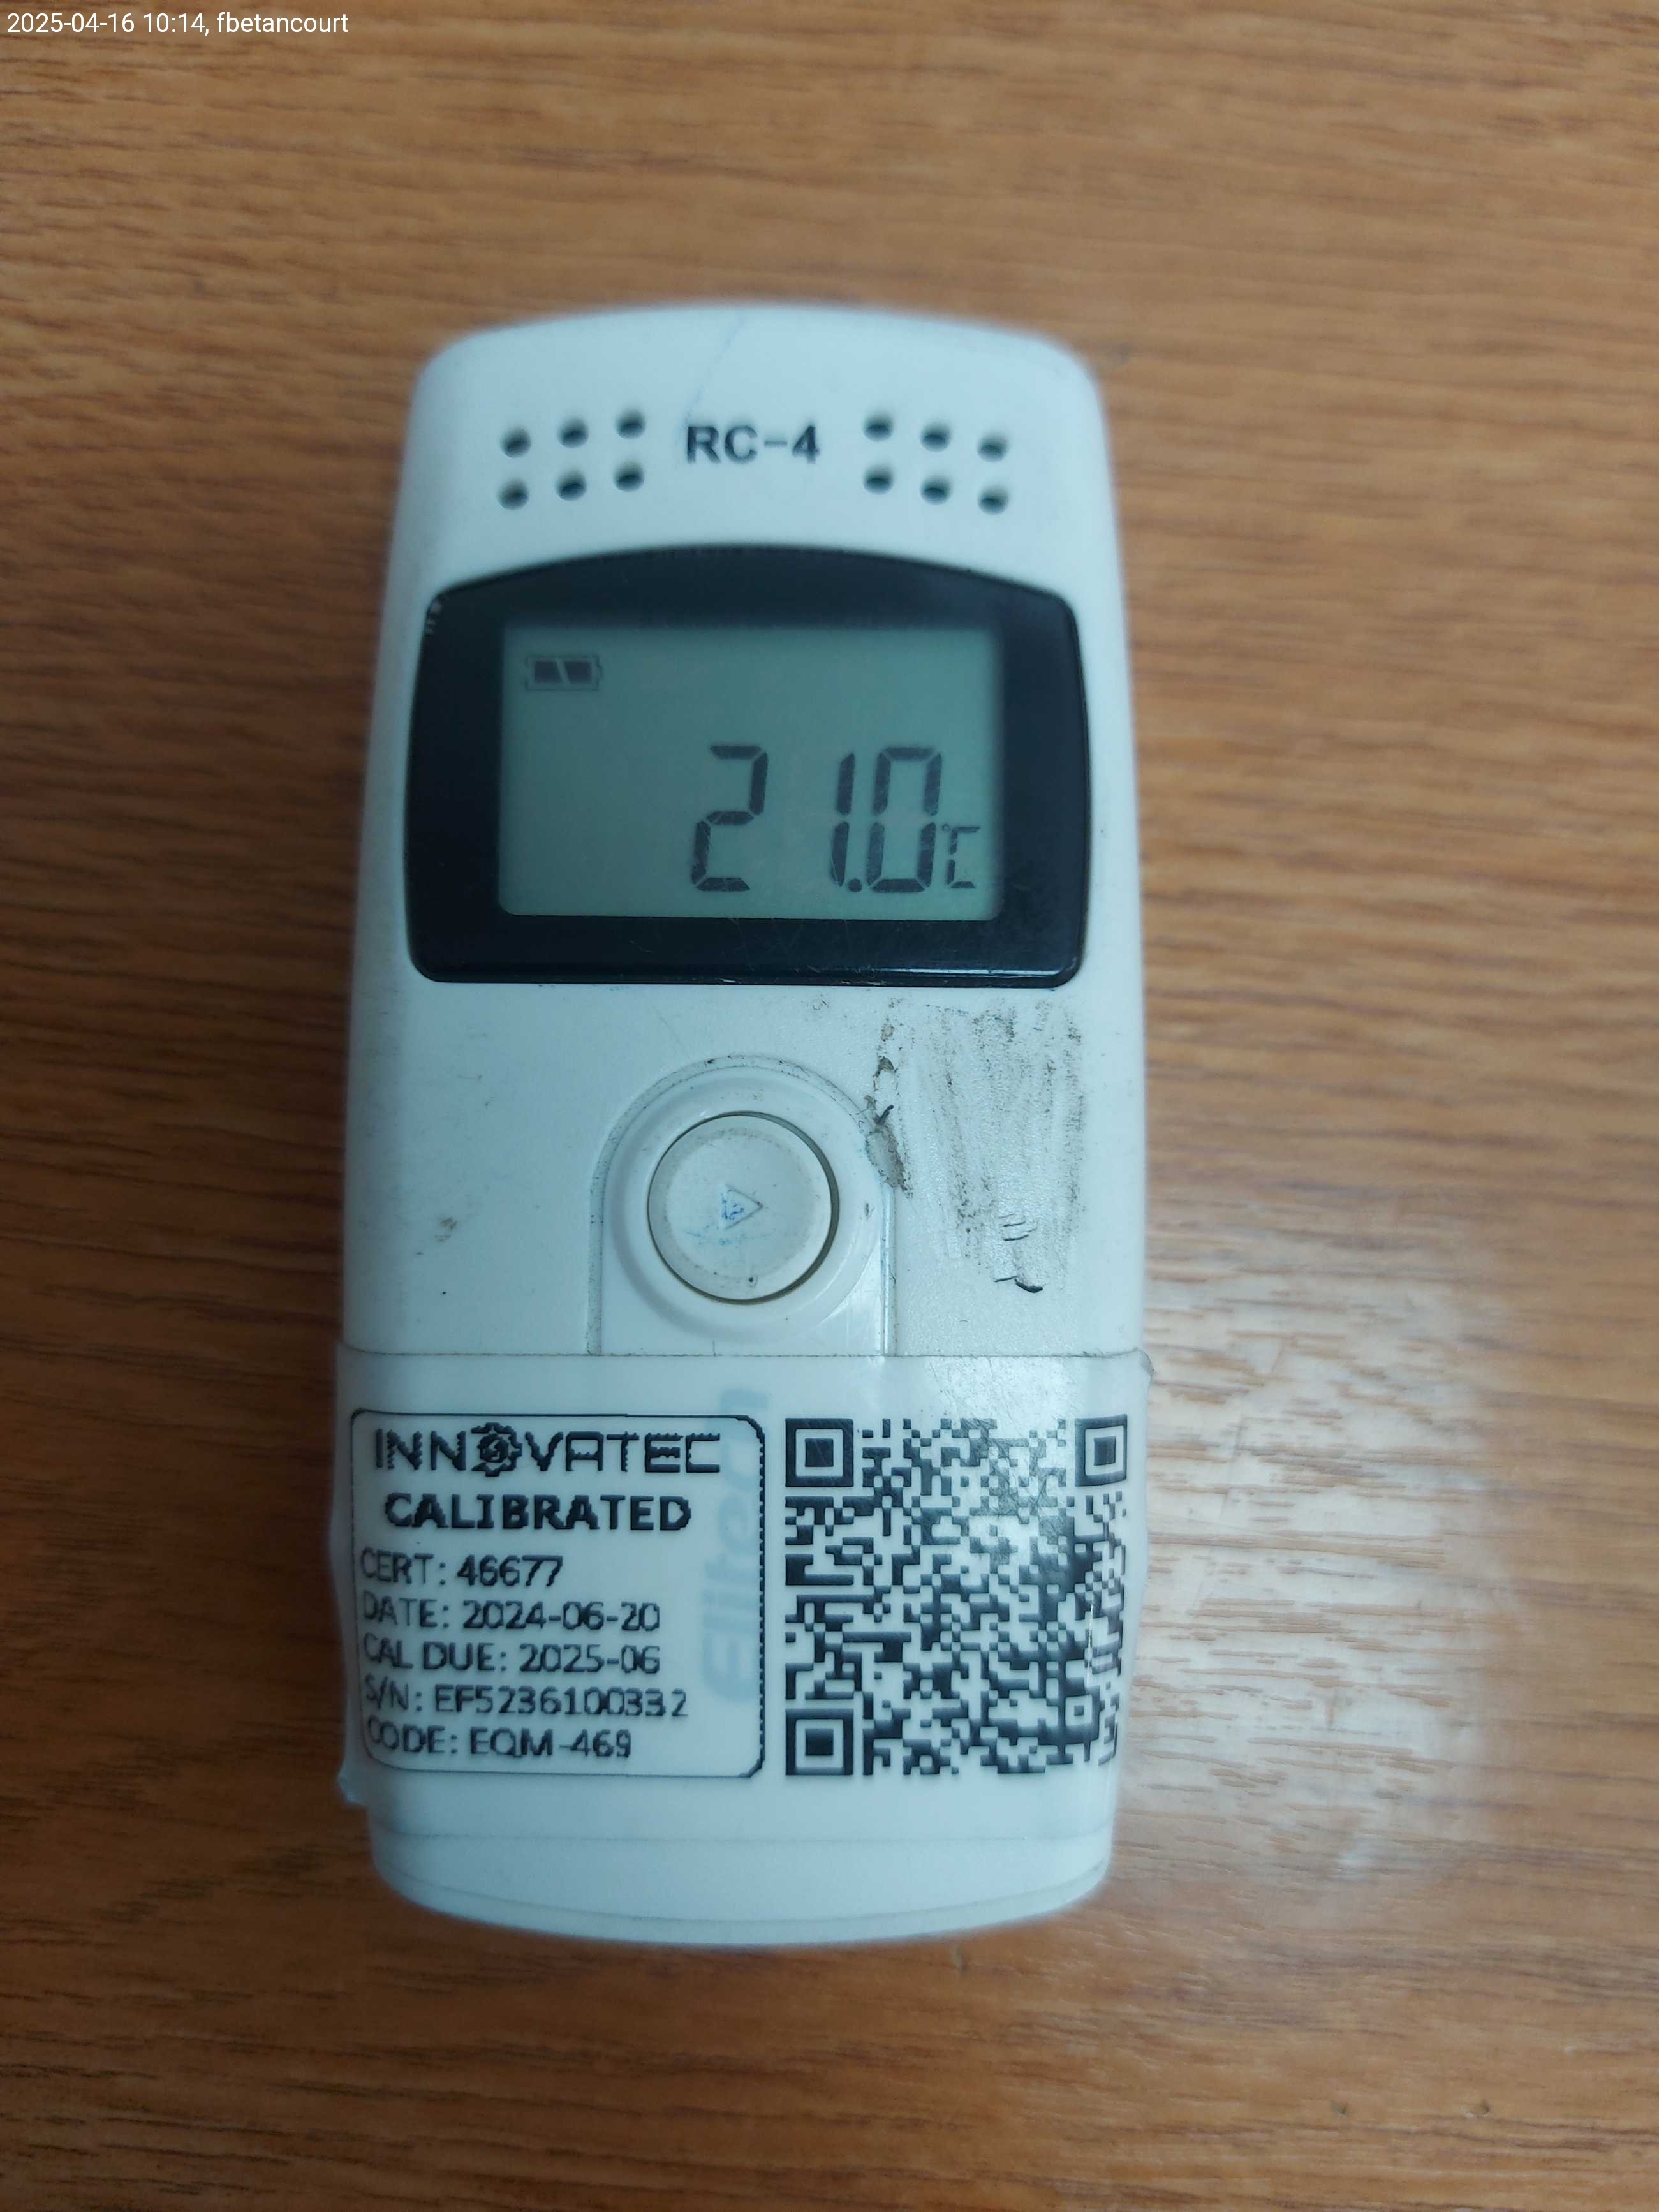 2025-04-16 10:14, fbetancourt
RC-4
21.0°C
INNOVATEC
CALIBRATED
CERT: 46677
DATE: 2024-06-20
CAL DUE: 2025-06
S/N: EF5236100332
CODE: EQM-469
Elitech